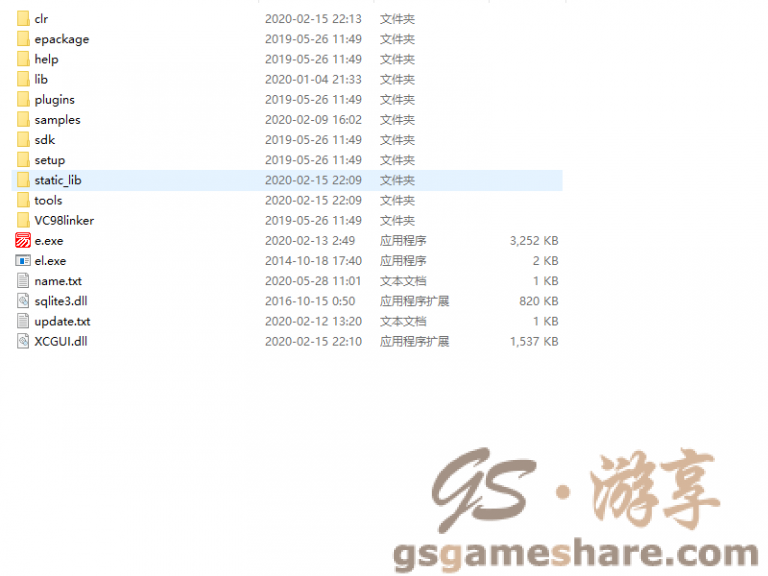 clr 2020-02-15 22:13 文件夹
epackage 2019-05-26 11:49 文件夹
help 2019-05-26 11:49 文件夹
lib 2020-01-04 21:33 文件夹
plugins 2019-05-26 11:49 文件夹
samples 2020-02-09 16:02 文件夹
sdk 2019-05-26 11:49 文件夹
setup 2019-05-26 11:49 文件夹
static_lib 2020-02-15 22:09 文件夹
tools 2020-02-15 22:09 文件夹
VC98linker 2019-05-26 11:49 文件夹
e.exe 2020-02-13 2:49 应用程序 3,252 KB
el.exe 2014-10-18 17:40 应用程序 2 KB
name.txt 2020-05-28 11:01 文本文档 1 KB
sqlite3.dll 2016-10-15 0:50 应用程序扩展 820 KB
update.txt 2020-02-12 13:20 文本文档 1 KB
XCGUI.dll 2020-02-15 22:10 应用程序扩展 1,537 KB
GS·游享
gsgameshare.com